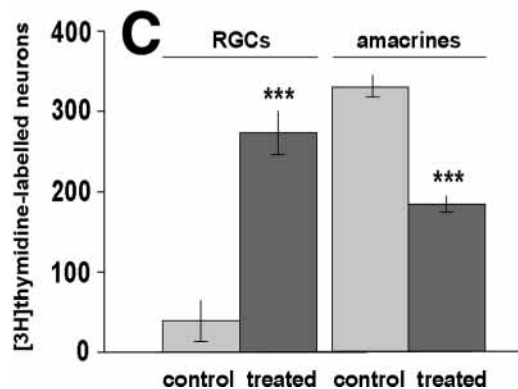 C
RGCs amacrines
[3H]thymidine-labelled neurons
400
300
200
100
0
***
***
control treated control treated